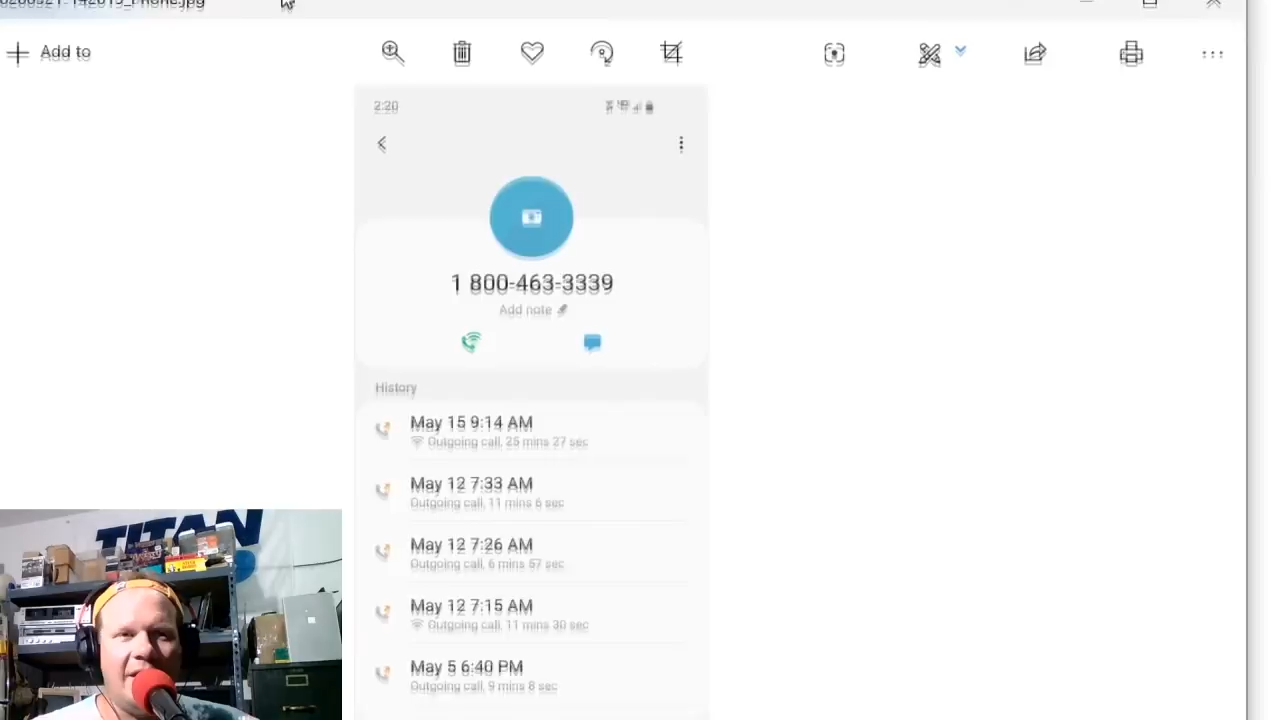 Add to
2:20
1 800-463-3339
Add note
History
May 15 9:14 AM
Outgoing call, 25 mins 27 sec
May 12 7:33 AM
Outgoing call, 11 mins 6 sec
May 12 7:26 AM
Outgoing call, 6 mins 57 sec
May 12 7:15 AM
Outgoing call, 11 mins 30 sec
May 5 6:40 PM
Outgoing call, 9 mins 8 sec
TITAN